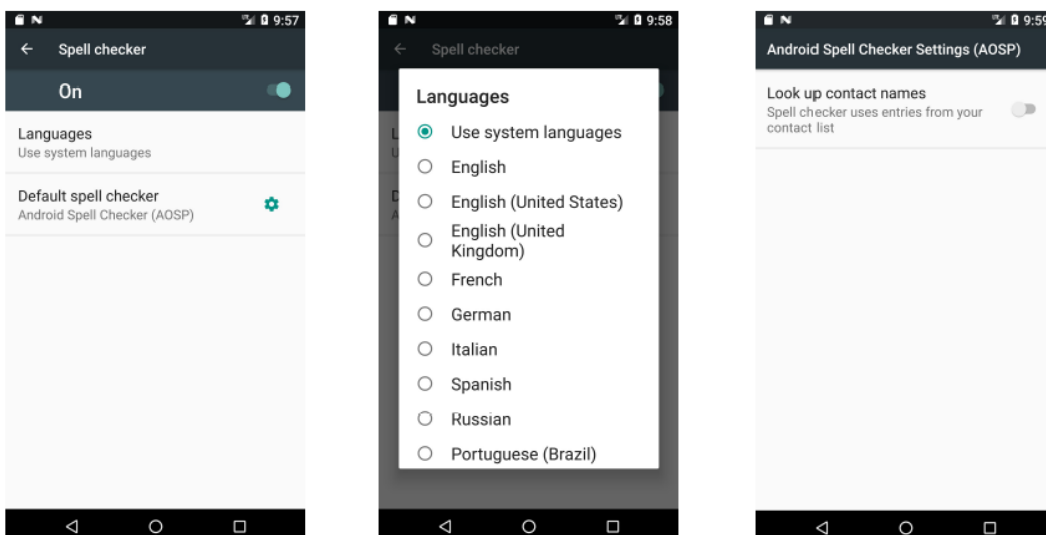 9:57
Spell checker
On
Languages
Use system languages
Default spell checker
Android Spell Checker (AOSP)
9:58
Spell checker
Languages
Use system languages
English
English (United States)
English (United
Kingdom)
French
German
Italian
Spanish
Russian
Portuguese (Brazil)
9:59
Android Spell Checker Settings (AOSP)
Look up contact names
Spell checker uses entries from your
contact list